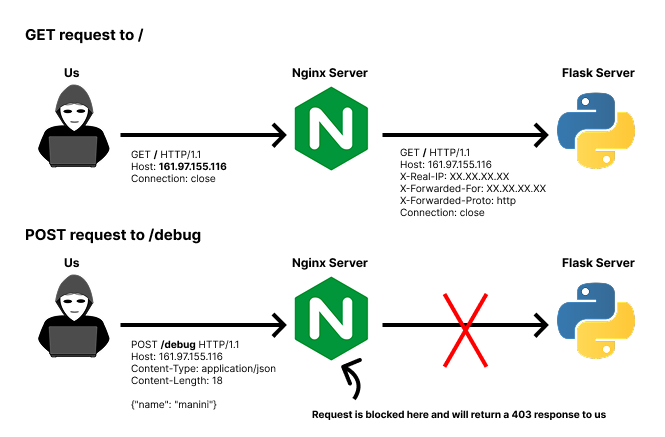 GET request to /
Us
Nginx Server
Flask Server
N
GET / HTTP/1.1
Host: 161.97.155.116
Connection: close
GET / HTTP/1.1
Host: 161.97.155.116
X-Real-IP: XX.XX.XX.XX
X-Forwarded-For: XX.XX.XX.XX
X-Forwarded-Proto: http
Connection: close
POST request to /debug
Us
Nginx Server
Flask Server
N
POST /debug HTTP/1.1
Host: 161.97.155.116
Content-Type: application/json
Content-Length: 18
{"name": "manini"}
Request is blocked here and will return a 403 response to us